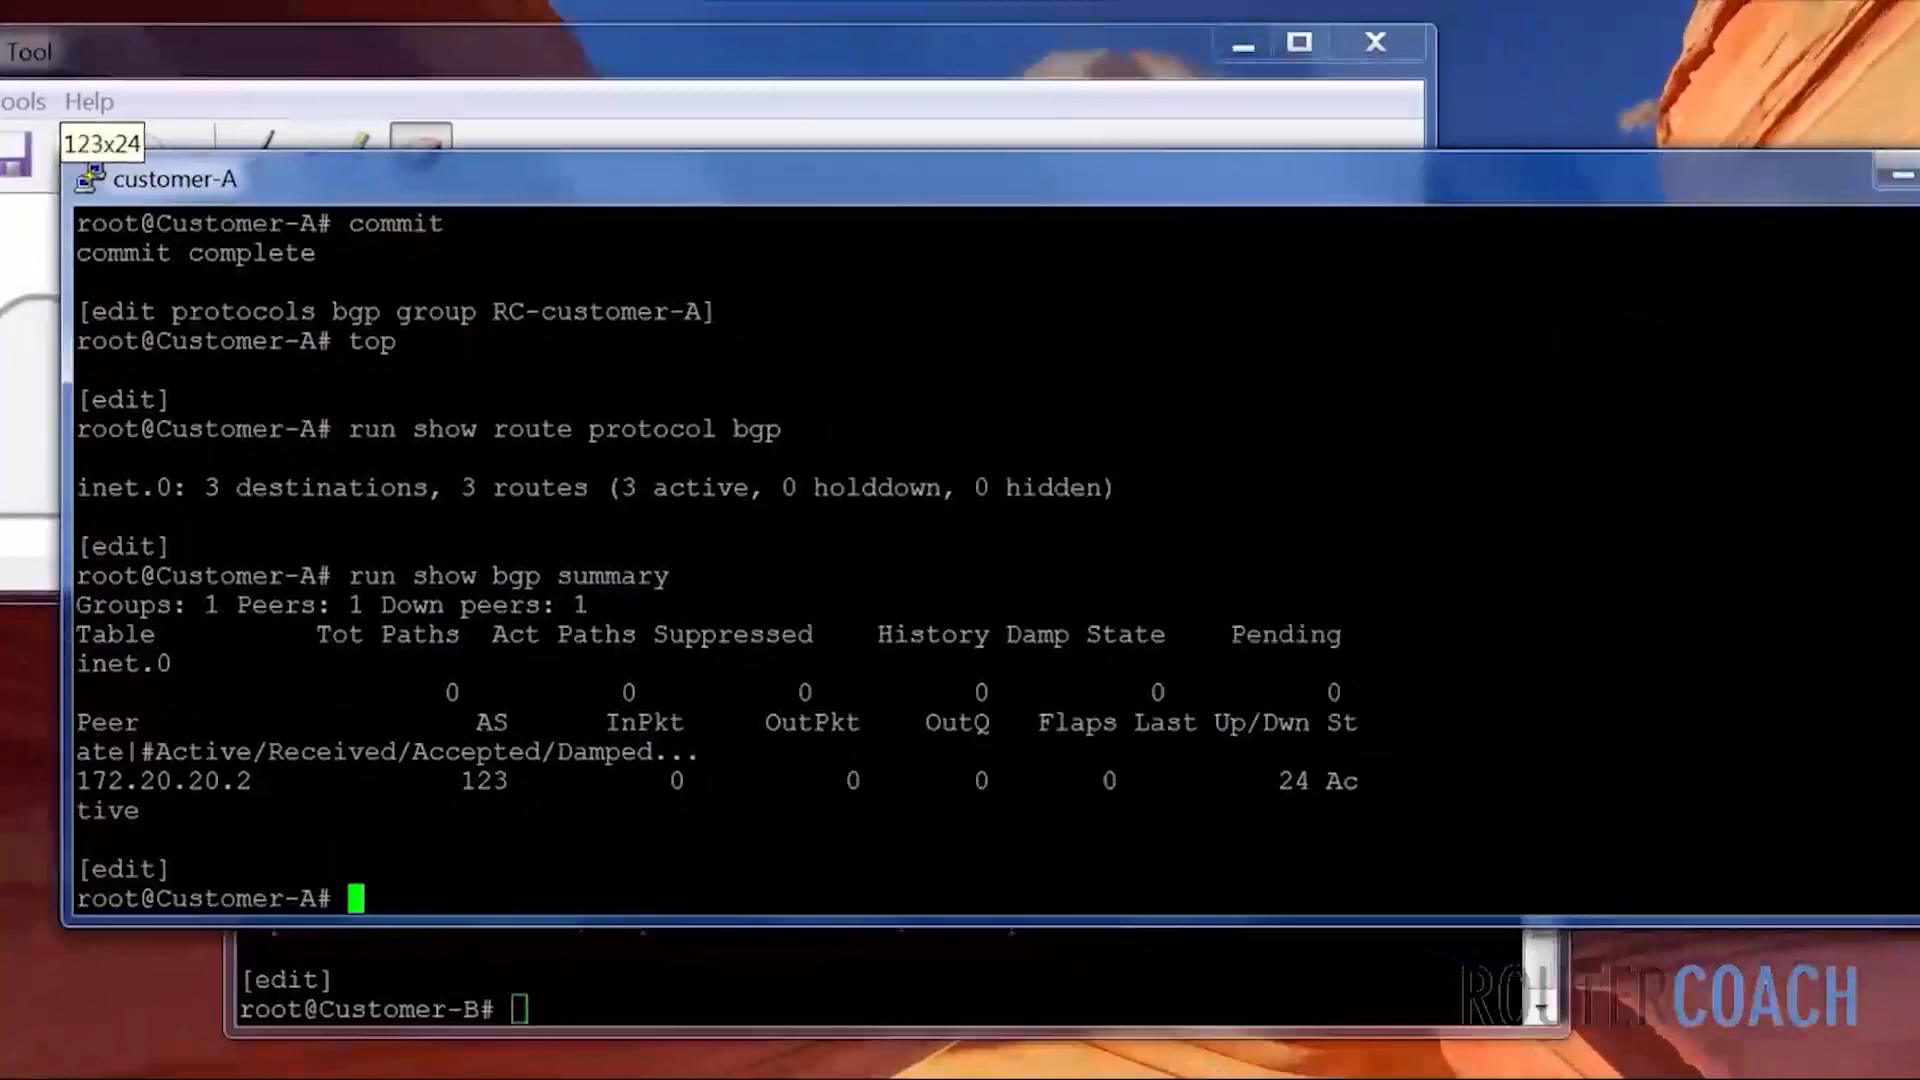 Tool
ools Help
123x24
customer-A
root@Customer-A# commit
commit complete
[edit protocols bgp group RC-customer-A]
root@Customer-A# top
[edit]
root@Customer-A# run show route protocol bgp
inet.0: 3 destinations, 3 routes (3 active, 0 holddown, 0 hidden)
[edit]
root@Customer-A# run show bgp summary
Groups: 1 Peers: 1 Down peers: 1
Table Tot Paths Act Paths Suppressed History Damp State Pending
inet.0
0 0 0 0 0 0
Peer AS InPkt OutPkt OutQ Flaps Last Up/Dwn St
ate|#Active/Received/Accepted/Damped...
172.20.20.2 123 0 0 0 0 24 Ac
tive
[edit]
root@Customer-A#
[edit]
root@Customer-B#
ROUTERCOACH